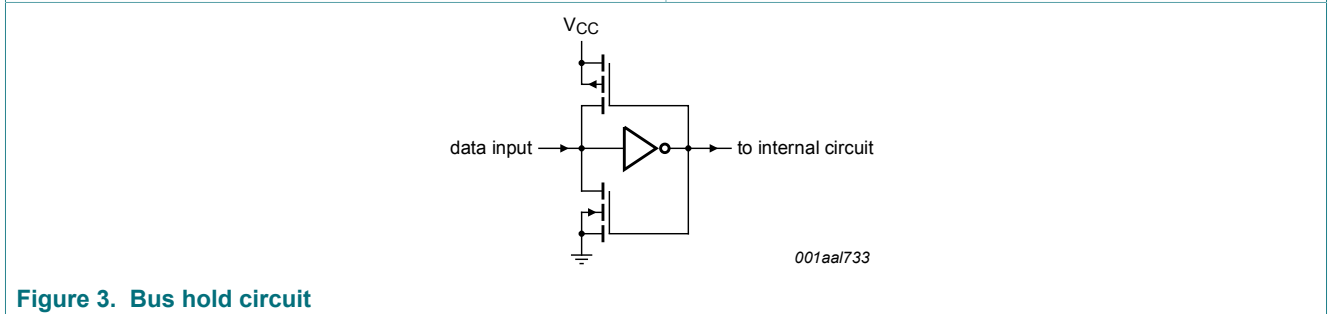 VCC
data input
to internal circuit
001aal733
Figure 3. Bus hold circuit